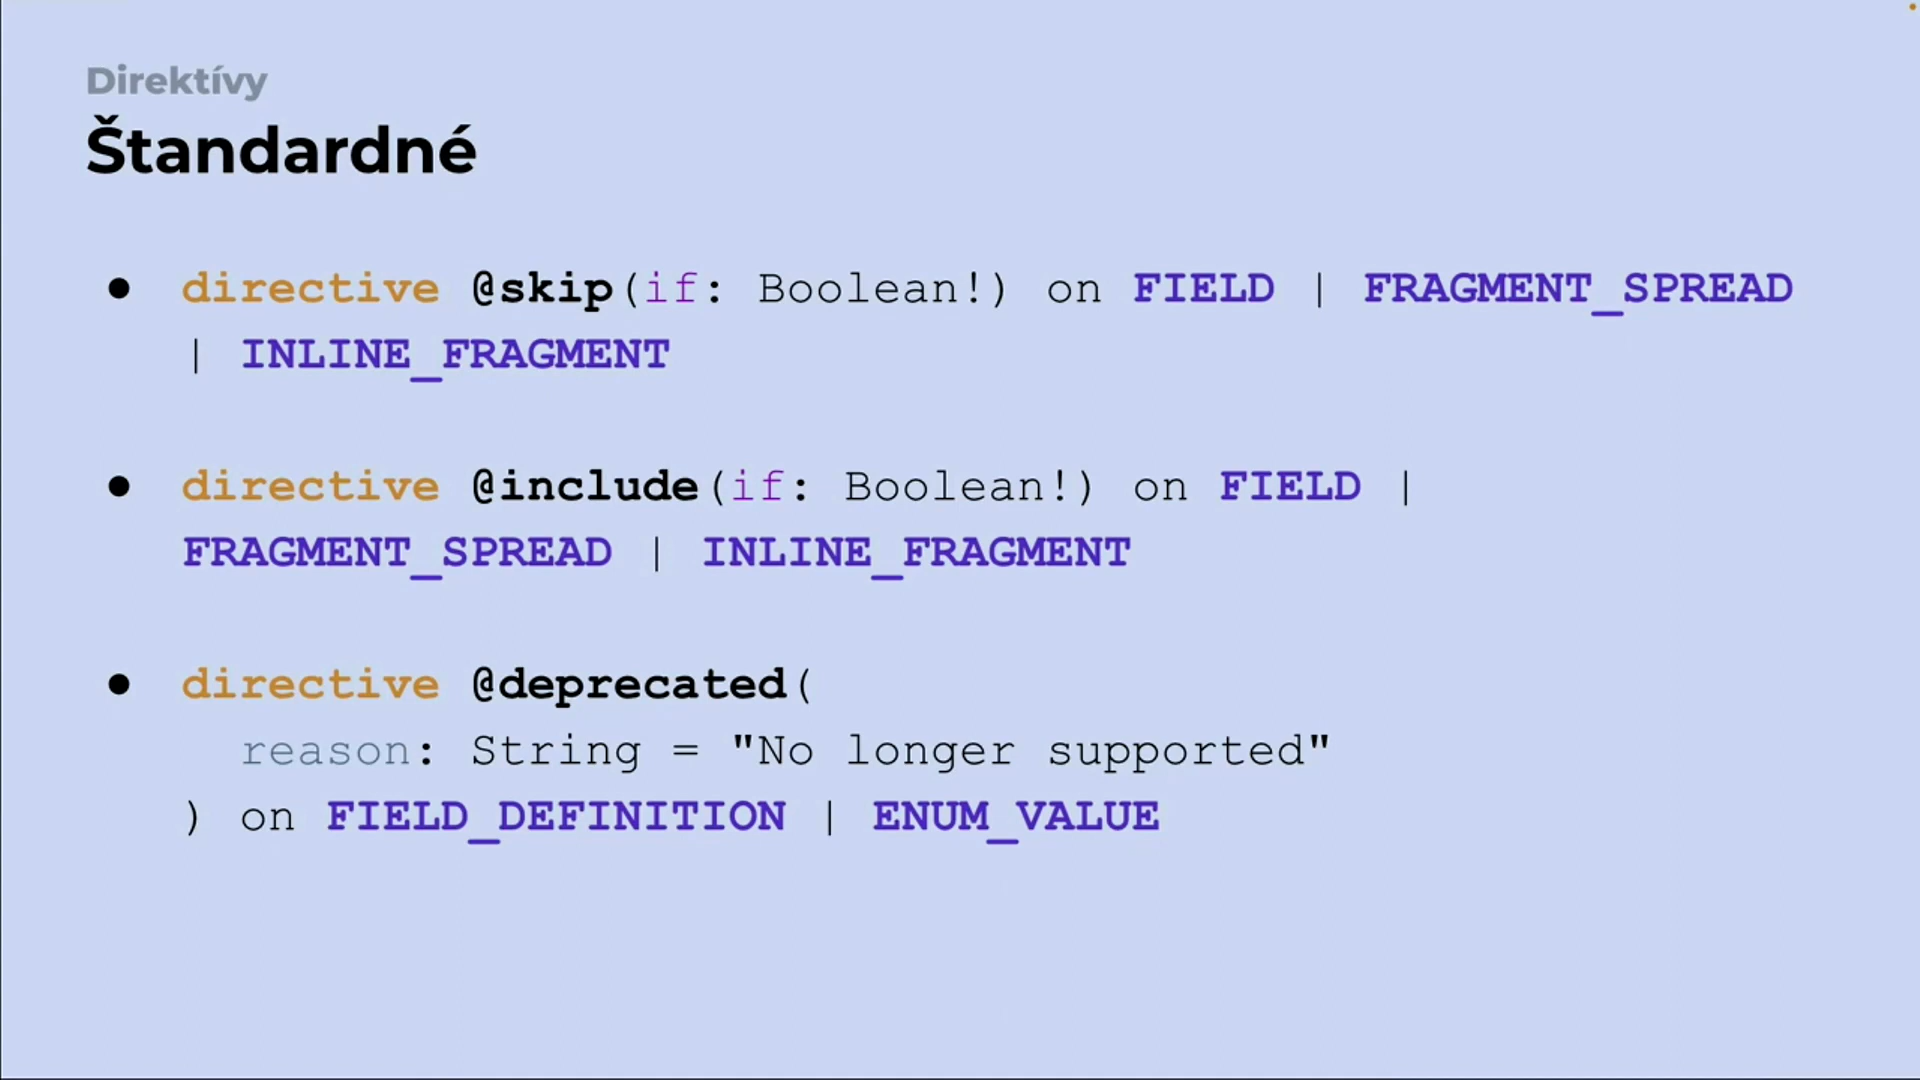 Direktívy
Štandardné
● directive @skip(if: Boolean!) on FIELD | FRAGMENT_SPREAD
| INLINE_FRAGMENT
● directive @include(if: Boolean!) on FIELD |
FRAGMENT_SPREAD | INLINE_FRAGMENT
● directive @deprecated(
reason: String = "No longer supported"
) on FIELD_DEFINITION | ENUM_VALUE